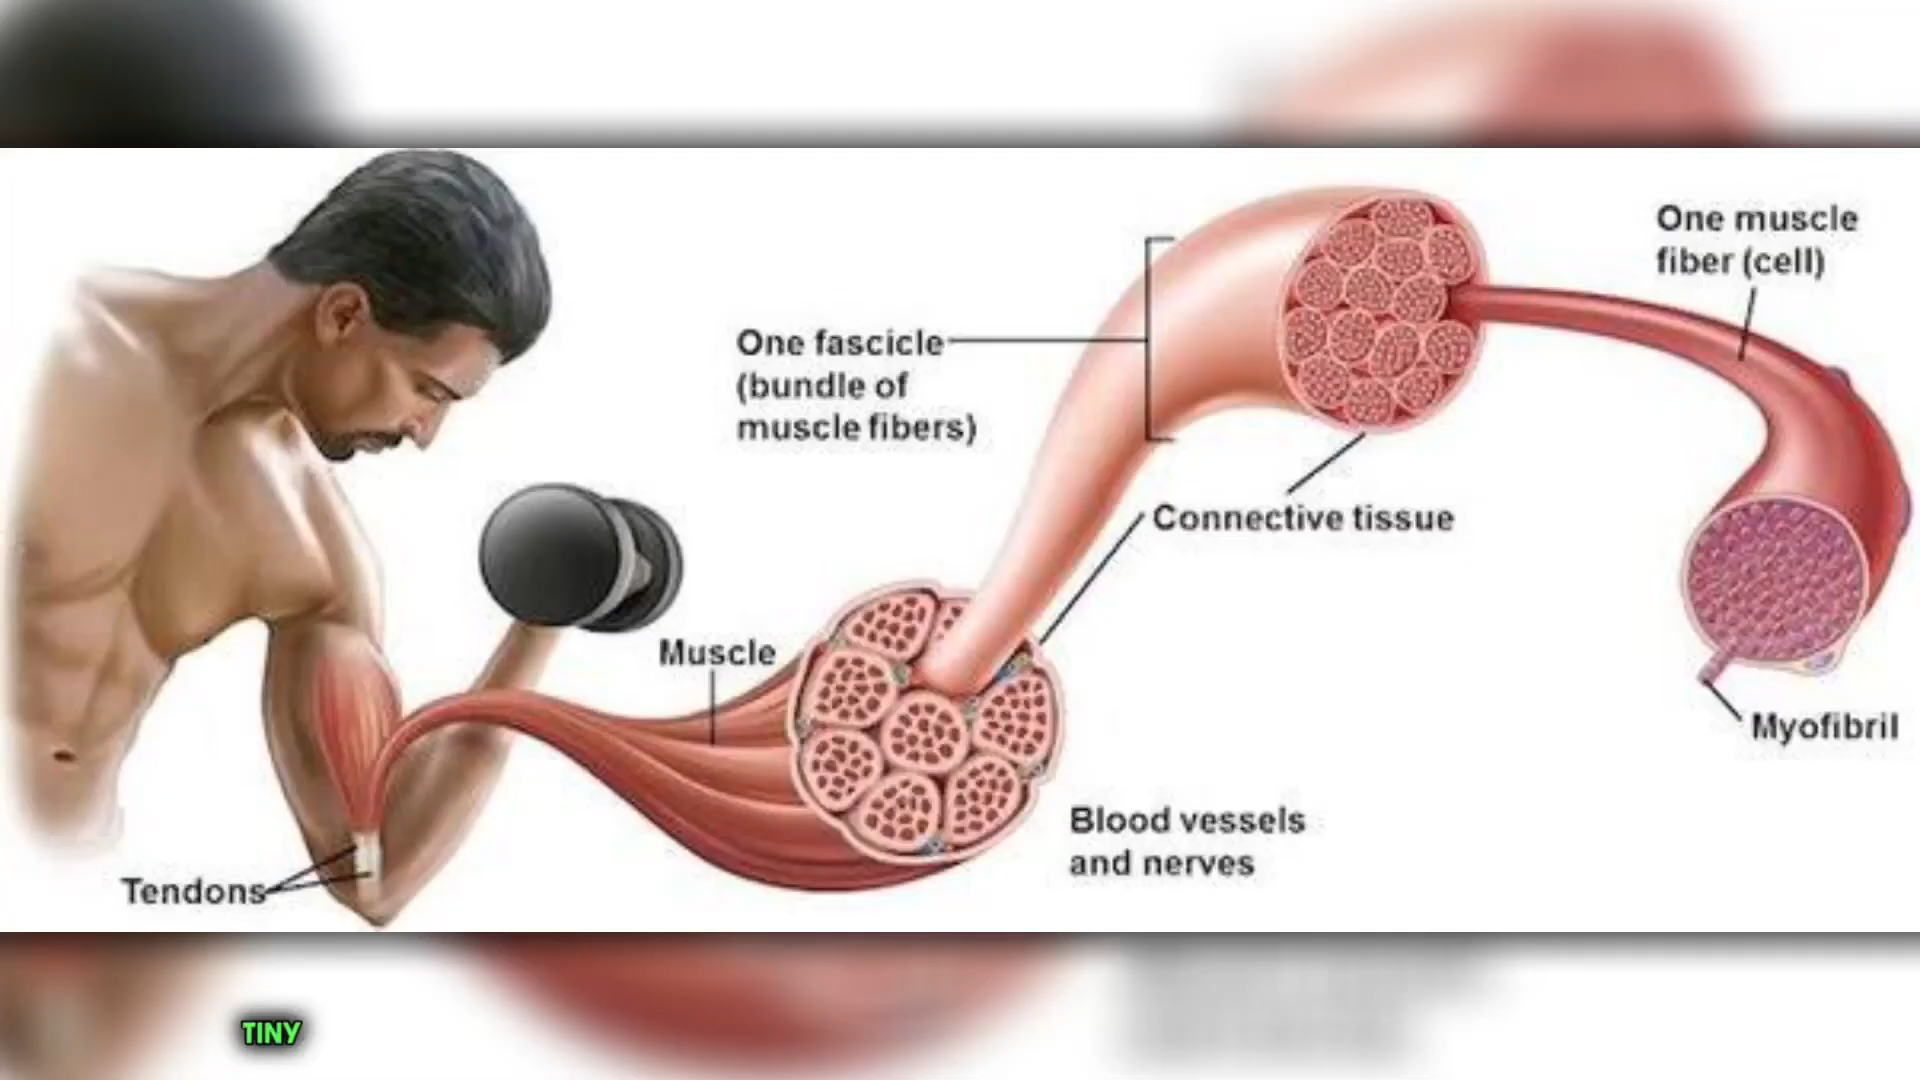 One muscle
fiber (cell)
One fascicle
(bundle of
muscle fibers)
Connective tissue
Muscle
Myofibril
Blood vessels
and nerves
Tendons
TINY